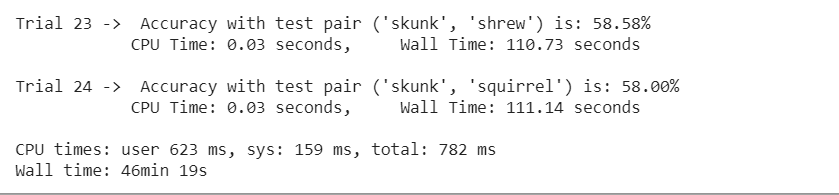 Trial 23 ->  Accuracy with test pair ('skunk', 'shrew') is: 58.58%
CPU Time: 0.03 seconds,     Wall Time: 110.73 seconds
Trial 24 ->  Accuracy with test pair ('skunk', 'squirrel') is: 58.00%
CPU Time: 0.03 seconds,     Wall Time: 111.14 seconds
CPU times: user 623 ms, sys: 159 ms, total: 782 ms
Wall time: 46min 19s